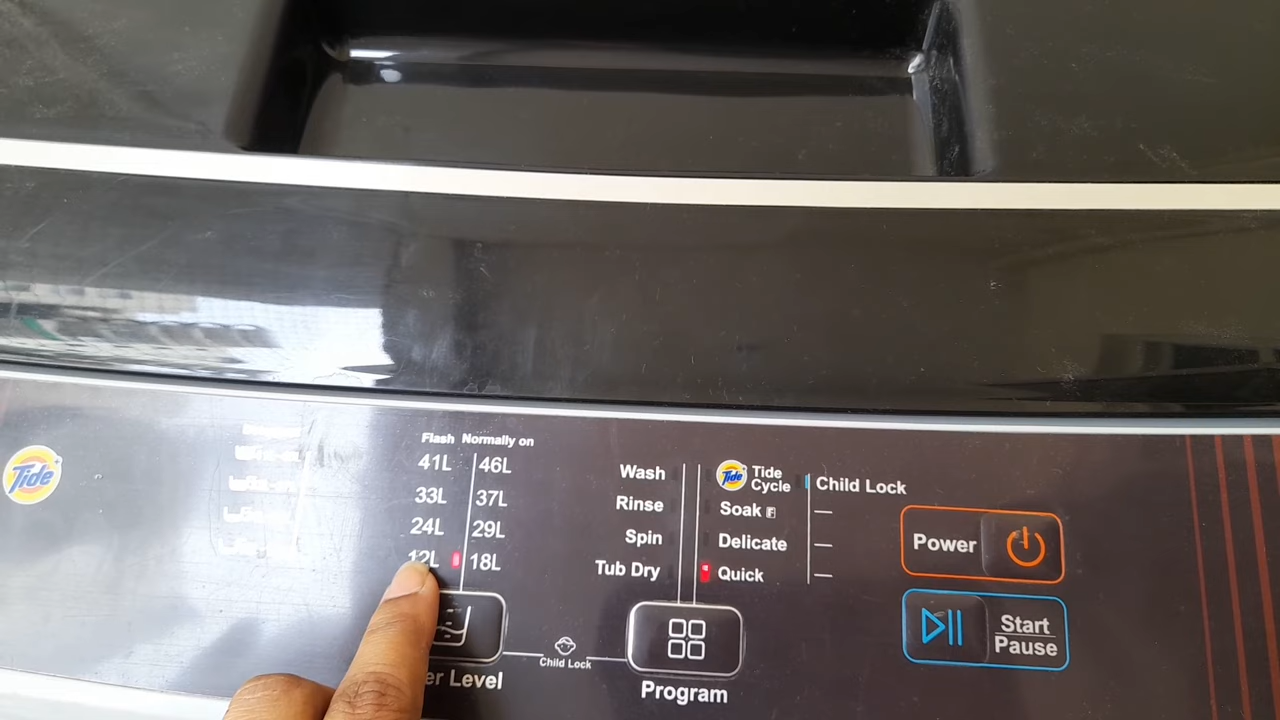 Tide
Flash Normally on
41L 46L
33L 37L
24L 29L
12L 18L
er Level
Child Lock
Wash
Rinse
Spin
Tub Dry
Tide Cycle
Soak
Delicate
Quick
Child Lock
Program
Power
Start
Pause